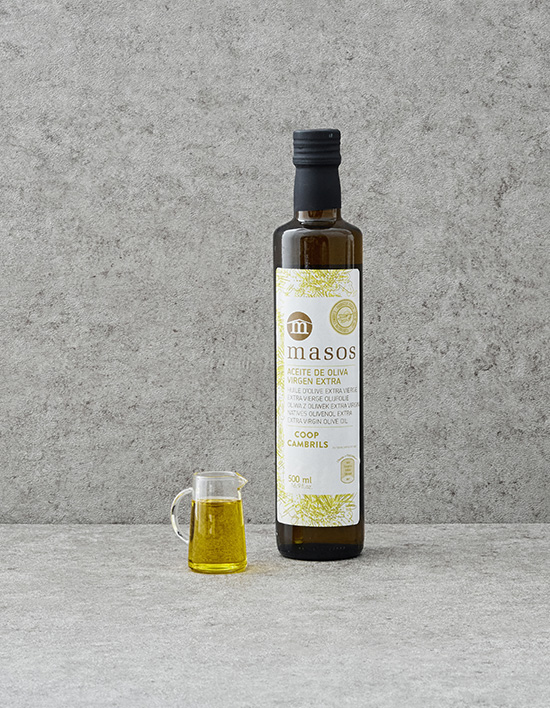 m
masos
ACEITE DE OLIVA
VIRGEN EXTRA
HUILE D'OLIVE EXTRA VIERGE
EXTRA VIERGE OLIJFOLIE
OLIWA Z OLIWEK EXTRA VIRGIN
NATIVES OLIVENÖL EXTRA
EXTRA VIRGIN OLIVE OIL
COOP
CAMBRILS
500 ml